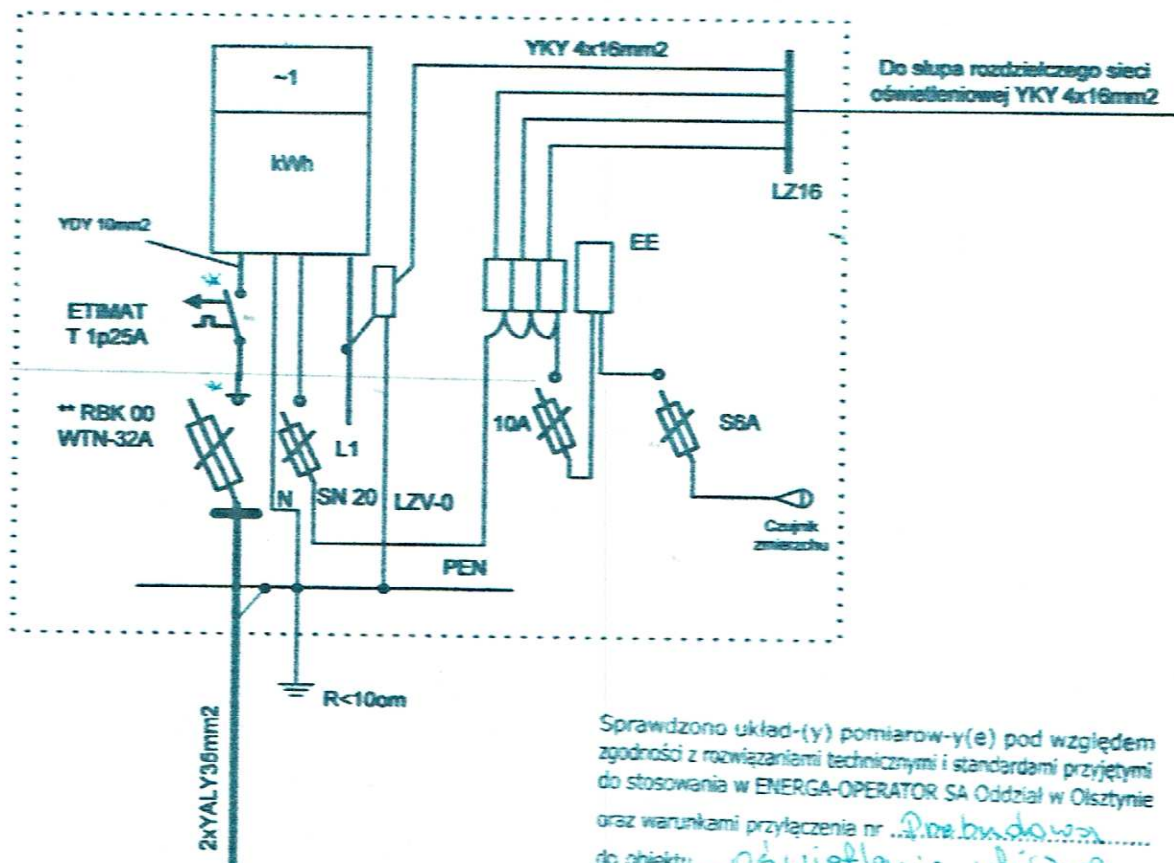 YKY 4x16mm2
~1
kWh
Do słupa rozdzielczego sieci
oświetleniowej YKY 4x16mm2
LZ16
YDY 10mm2
EE
ETIMAT
T 1p25A
** RBK 00
WTN-32A
10A
S6A
L1
N
SN 20
LZV-0
Czujnik
zmierzchu
PEN
R<10om
2xYALY35mm2
Sprawdzono układ-(y) pomiarow-y(e) pod względem
zgodności z rozwiązaniami technicznymi i standardami przyjętymi
do stosowania w ENERGA-OPERATOR SA Oddział w Olsztynie
oraz warunkami przyłączenia nr ..Przebudowa......
do obiektu